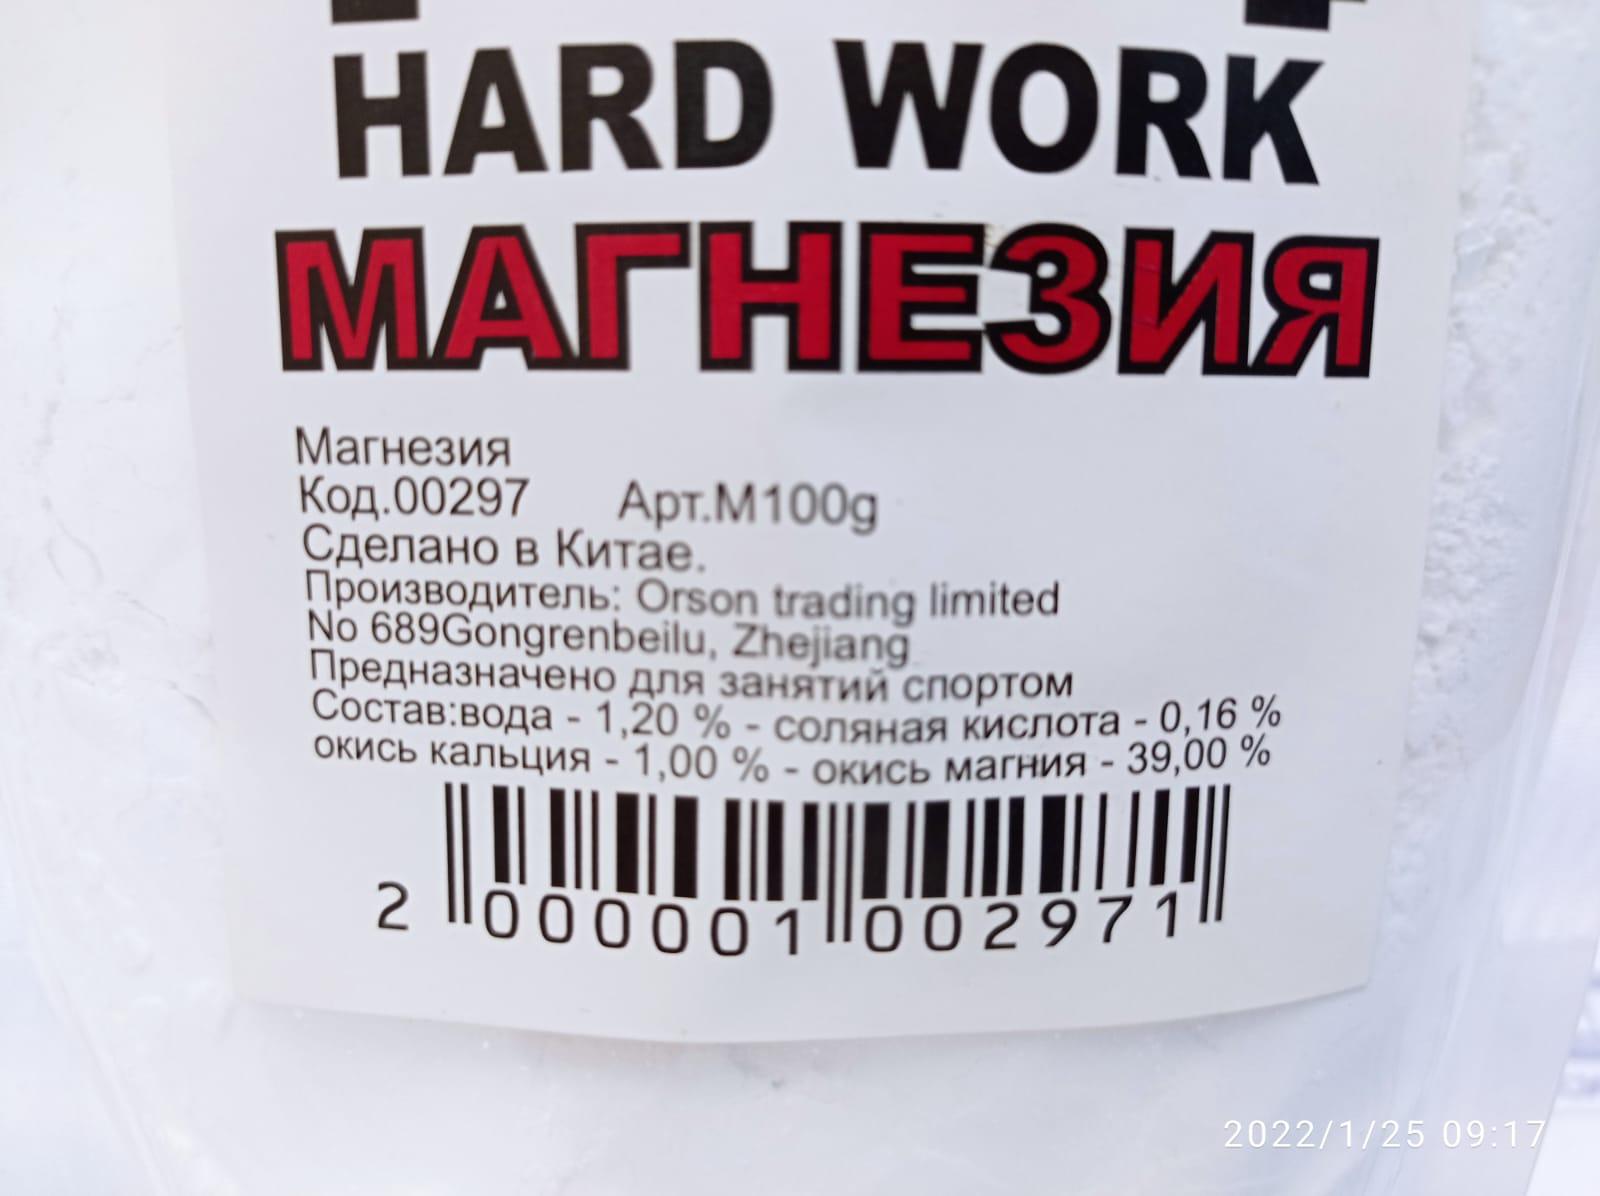 HARD WORK
МАГНЕЗИЯ
Магнезия
Код.00297 Арт.М100g
Сделано в Китае.
Производитель: Orson trading limited
No 689Gongrenbeilu, Zhejiang
Предназначено для занятий спортом
Состав:вода - 1,20 % - соляная кислота - 0,16 %
окись кальция - 1,00 % - окись магния - 39,00 %
2 000001 002971
2022/1/25 09:17